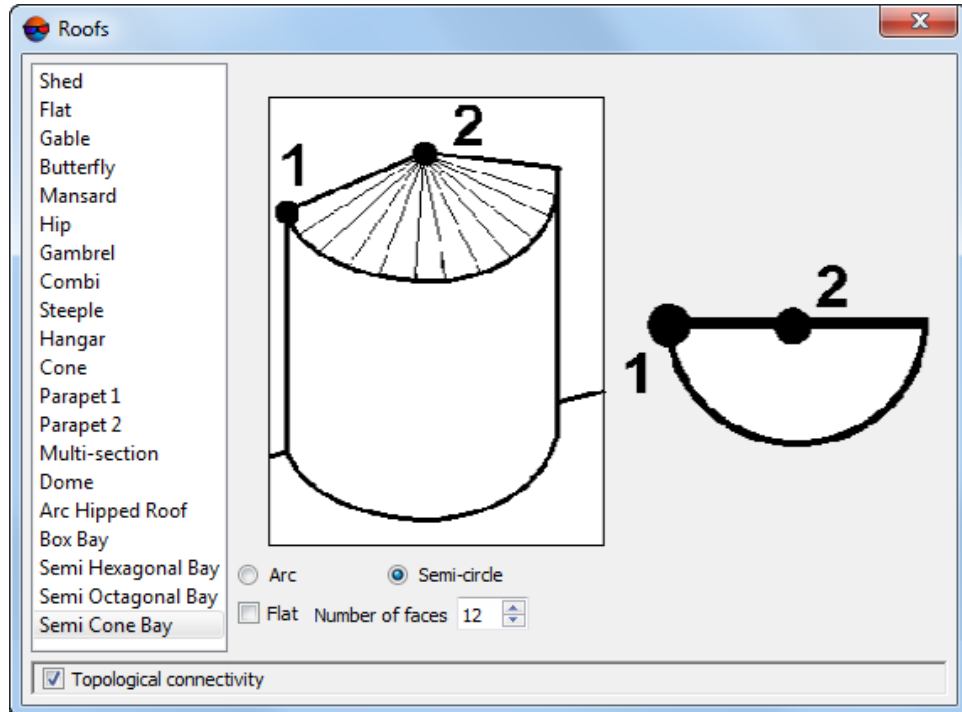 Roofs
Shed
Flat
Gable
Butterfly
Mansard
Hip
Gambrel
Combi
Steeple
Hangar
Cone
Parapet 1
Parapet 2
Multi-section
Dome
Arc Hipped Roof
Box Bay
Semi Hexagonal Bay
Semi Octagonal Bay
Semi Cone Bay
1
2
2
1
Arc Semi-circle
Flat Number of faces 12
Topological connectivity